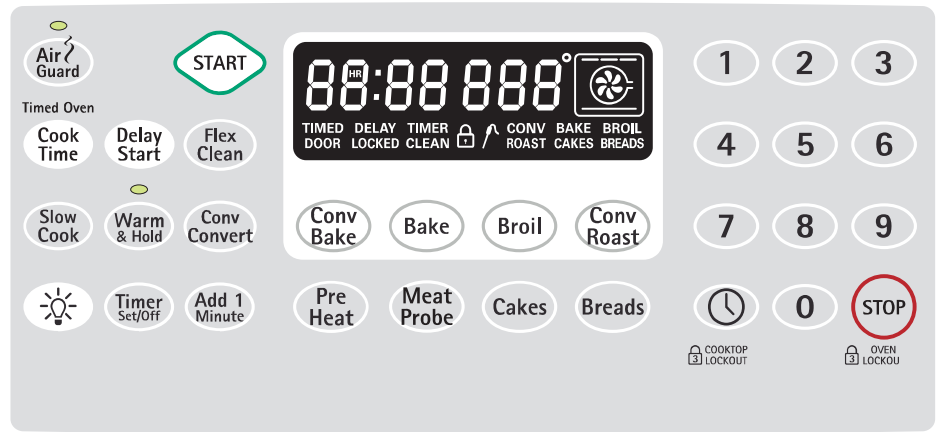 Air
Guard
START
88:88 888°
HR
TIMED DELAY TIMER CONV BAKE BROIL
DOOR LOCKED CLEAN ROAST CAKES BREADS
1 2 3
Timed Oven
Cook
Time
Delay
Start
Flex
Clean
4 5 6
Slow
Cook
Warm
& Hold
Conv
Convert
Conv
Bake
Bake
Broil
Conv
Roast
7 8 9
Timer
Set/Off
Add 1
Minute
Pre
Heat
Meat
Probe
Cakes
Breads
0
STOP
3 COOKTOP
LOCKOUT
3 OVEN
LOCKOU